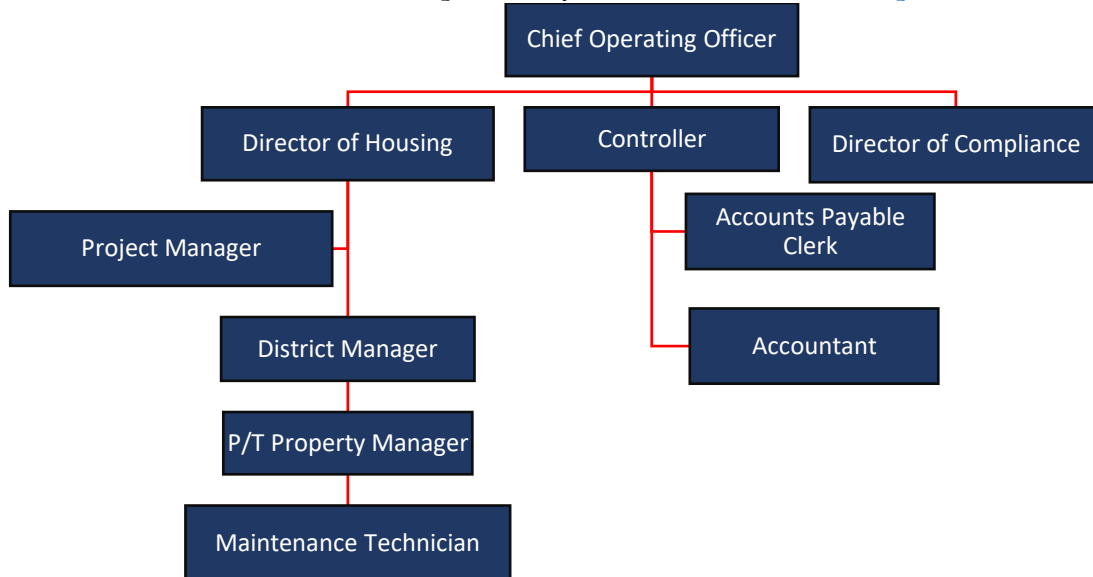 Chief Operating Officer
Director of Housing
Controller
Director of Compliance
Project Manager
Accounts Payable
Clerk
District Manager
Accountant
P/T Property Manager
Maintenance Technician